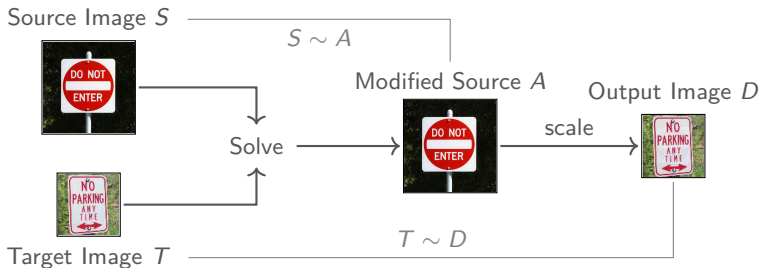 Source Image S
S ∼ A
DO NOT
ENTER
Modified Source A
Output Image D
DO NOT
ENTER
scale
NO
PARKING
ANY
TIME
Solve
NO
PARKING
ANY
TIME
T ∼ D
Target Image T